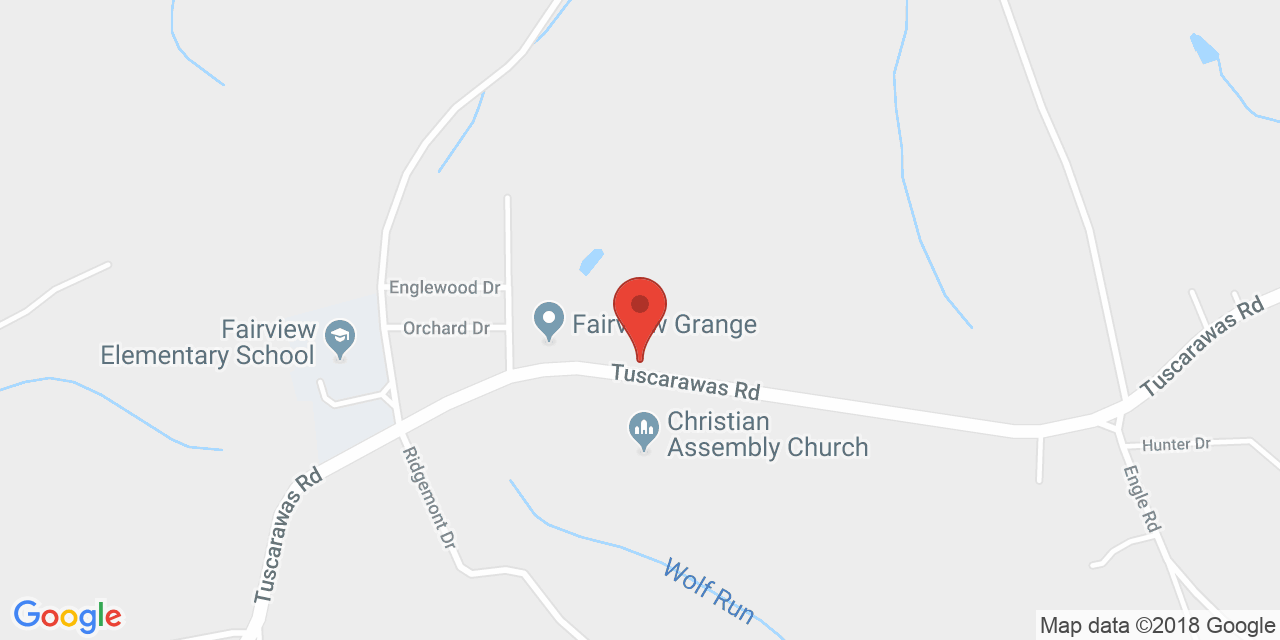 Englewood Dr
Orchard Dr
Fairview
Elementary School
Fairview Grange
Tuscarawas Rd
Tuscarawas Rd
Christian
Assembly Church
Hunter Dr
Ridgemont Dr
Engle Rd
Tuscarawas Rd
Wolf Run
Google
Map data ©2018 Google